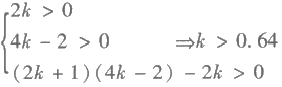 2k > 0
4k - 2 > 0 ⇒k > 0. 64
(2k + 1)(4k - 2) - 2k > 0